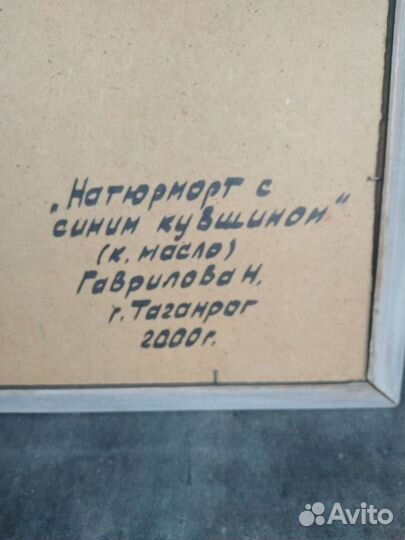 „Натюрморт с
синим кувшином"
(к. масло)
Гаврилова Н.
г. Таганрог
2000г.
Avito